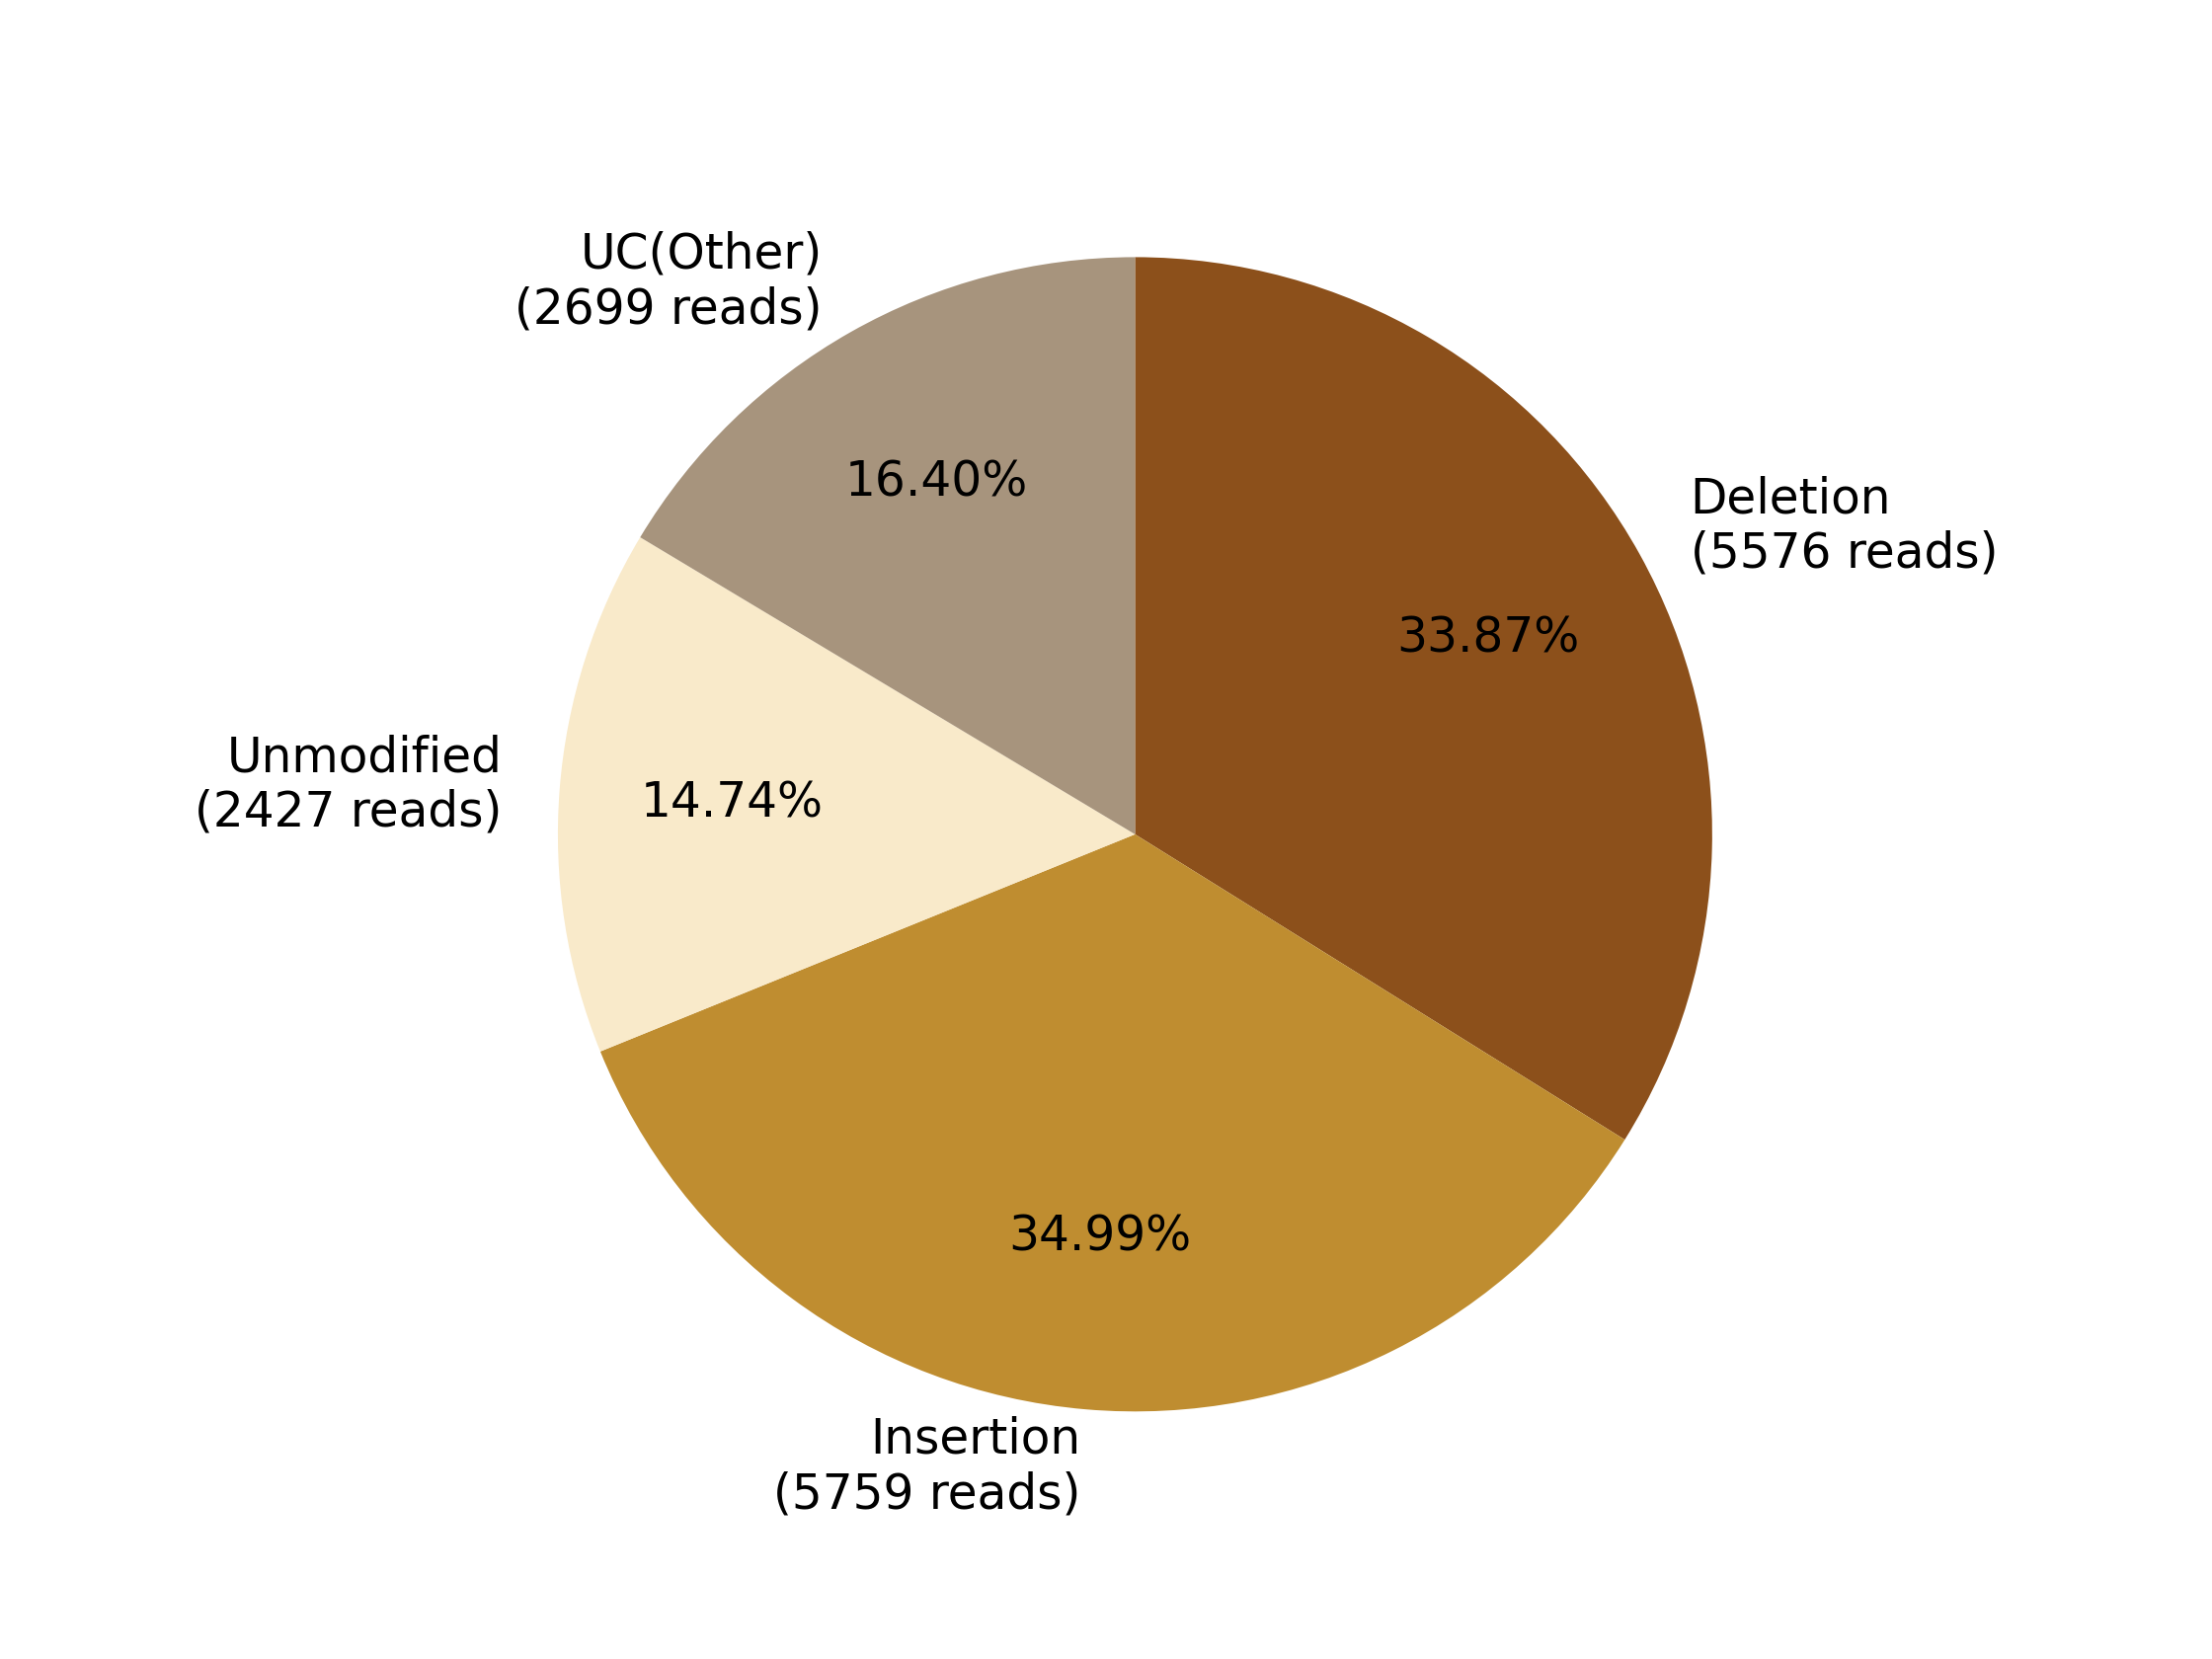 UC(Other)
(2699 reads)
16.40%
Deletion
(5576 reads)
33.87%
Unmodified
(2427 reads)
14.74%
34.99%
Insertion
(5759 reads)